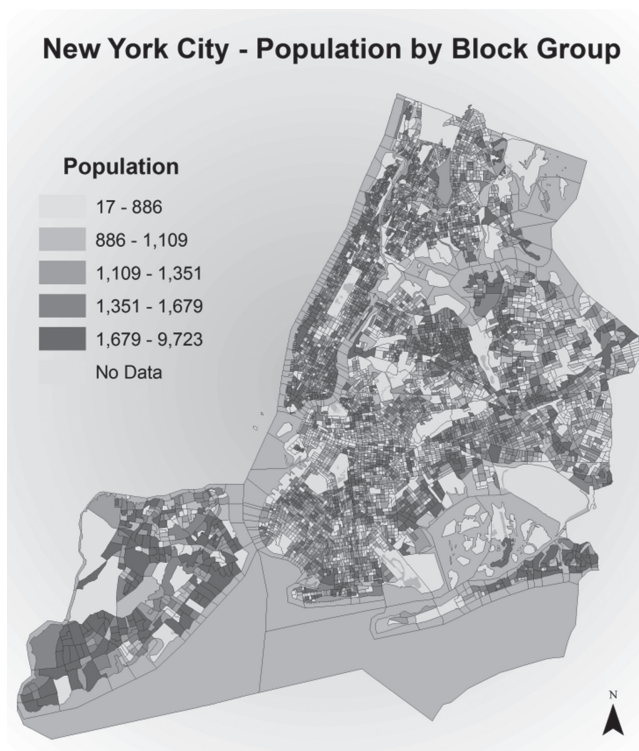 New York City - Population by Block Group
Population
17 - 886
886 - 1,109
1,109 - 1,351
1,351 - 1,679
1,679 - 9,723
No Data
N